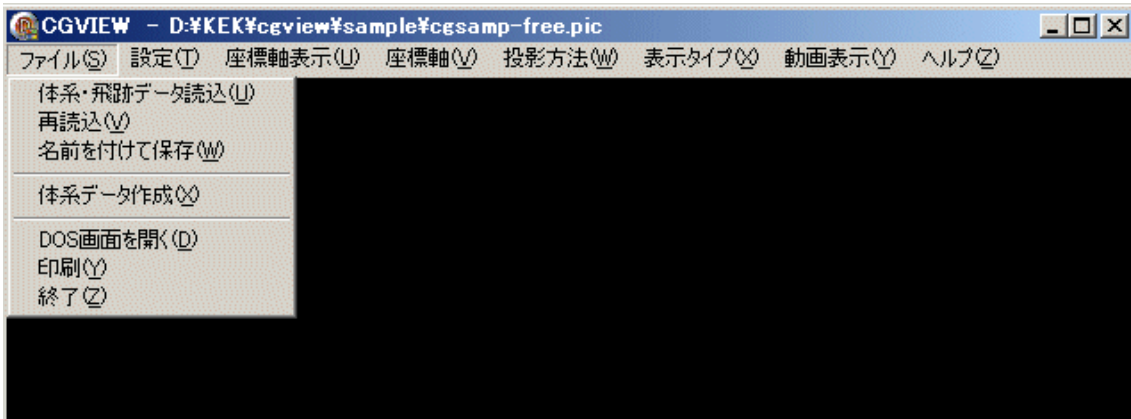 CGVIEW - D:¥KEK¥cgview¥sample¥cgsamp-free.pic
ファイル(S) 設定(T) 座標軸表示(U) 座標軸(V) 投影方法(W) 表示タイプ(X) 動画表示(Y) ヘルプ(Z)
体系・飛跡データ読込(U)
再読込(V)
名前を付けて保存(W)
体系データ作成(X)
DOS画面を開く(D)
印刷(Y)
終了(Z)